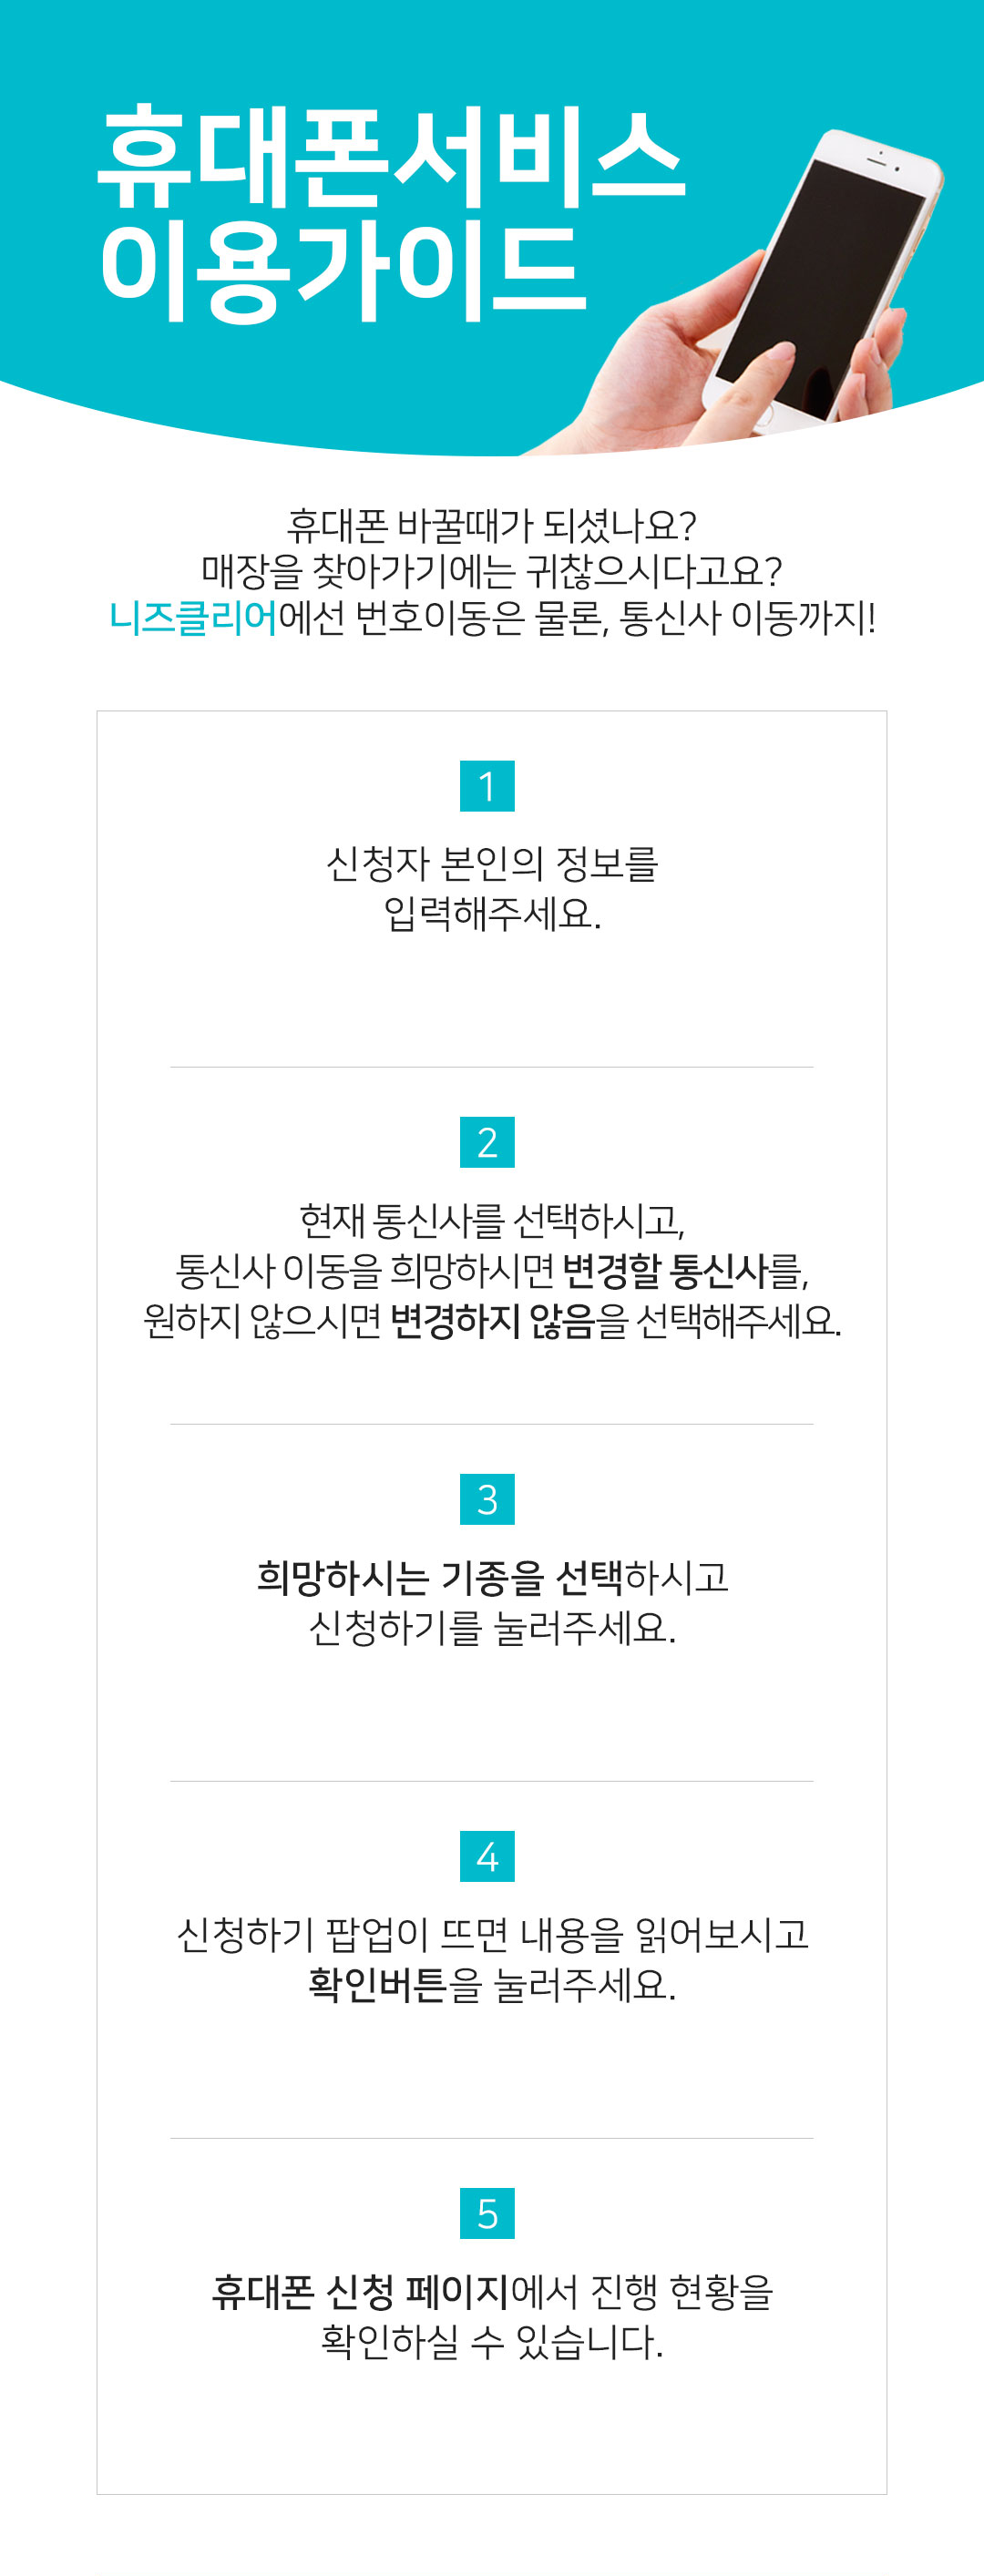 휴대폰서비스
이용가이드
휴대폰 바꿀때가 되셨나요?
매장을 찾아가기에는 귀찮으시다고요?
니즈클리어에선 번호이동은 물론, 통신사 이동까지!
1
신청자 본인의 정보를
입력해주세요.
2
현재 통신사를 선택하시고,
통신사 이동을 희망하시면 변경할 통신사를,
원하지 않으시면 변경하지 않음을 선택해주세요.
3
희망하시는 기종을 선택하시고
신청하기를 눌러주세요.
4
신청하기 팝업이 뜨면 내용을 읽어보시고
확인버튼을 눌러주세요.
5
휴대폰 신청 페이지에서 진행 현황을
확인하실 수 있습니다.